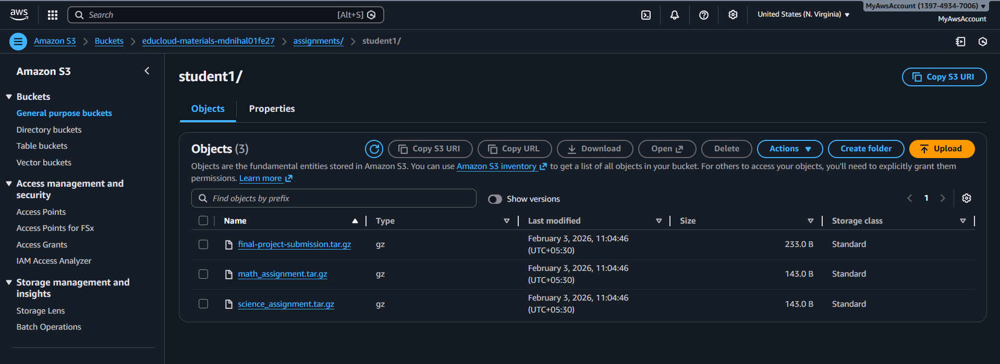 aws
Search
[Alt+S]
United States (N. Virginia)
MyAwsAccount (1397-4934-7006)
MyAwsAccount
Amazon S3
Buckets
educloud-materials-mdnihal01fe27
assignments/
student1/
Amazon S3
Buckets
General purpose buckets
Directory buckets
Table buckets
Vector buckets
Access management and
security
Access Points
Access Points for FSx
Access Grants
IAM Access Analyzer
Storage management and
insights
Storage Lens
Batch Operations
student1/
Copy S3 URI
Objects
Properties
Objects (3)
Copy S3 URI
Copy URL
Download
Open
Delete
Actions
Create folder
Upload
Objects are the fundamental entities stored in Amazon S3. You can use Amazon S3 inventory to get a list of all objects in your bucket. For others to access your objects, you'll need to explicitly grant them
permissions. Learn more
Find objects by prefix
Show versions
1
Name
Type
Last modified
Size
Storage class
final-project-submission.tar.gz
gz
February 3, 2026, 11:04:46
(UTC+05:30)
233.0 B
Standard
math_assignment.tar.gz
gz
February 3, 2026, 11:04:46
(UTC+05:30)
143.0 B
Standard
science_assignment.tar.gz
gz
February 3, 2026, 11:04:46
(UTC+05:30)
143.0 B
Standard